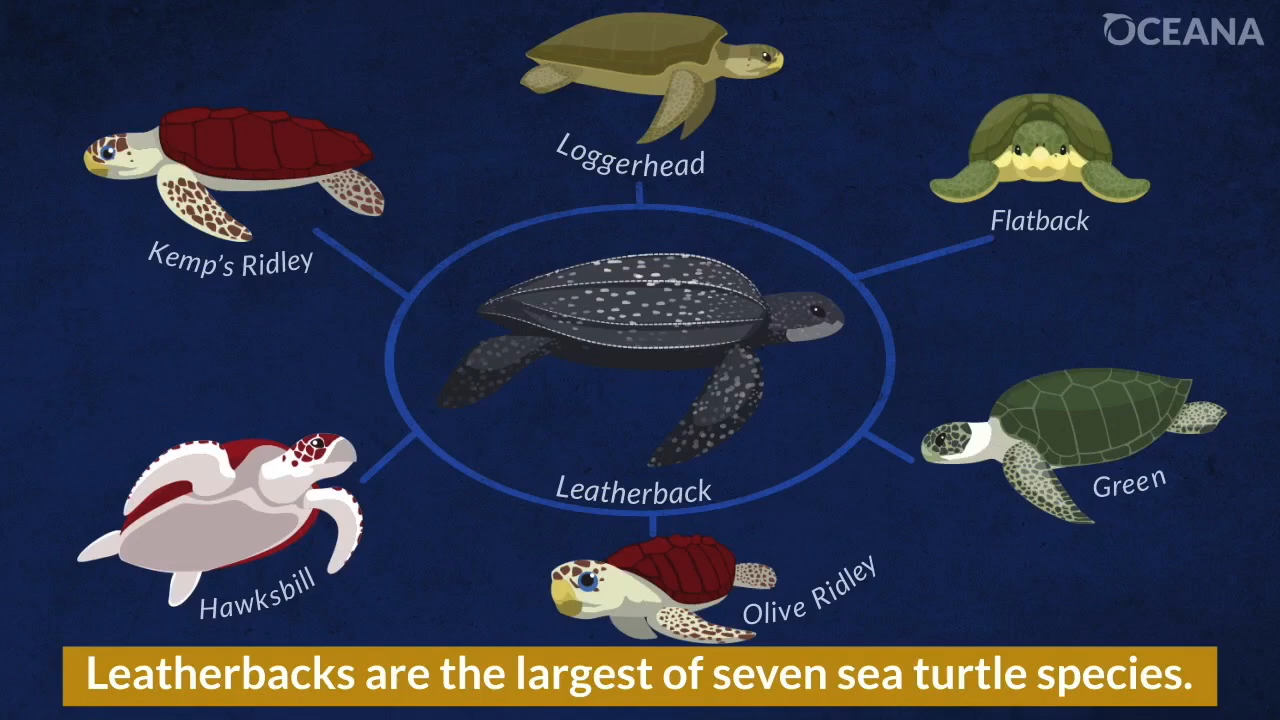 OCEANA
Loggerhead
Kemp's Ridley
Flatback
Leatherback
Green
Hawksbill
Olive Ridley
Leatherbacks are the largest of seven sea turtle species.